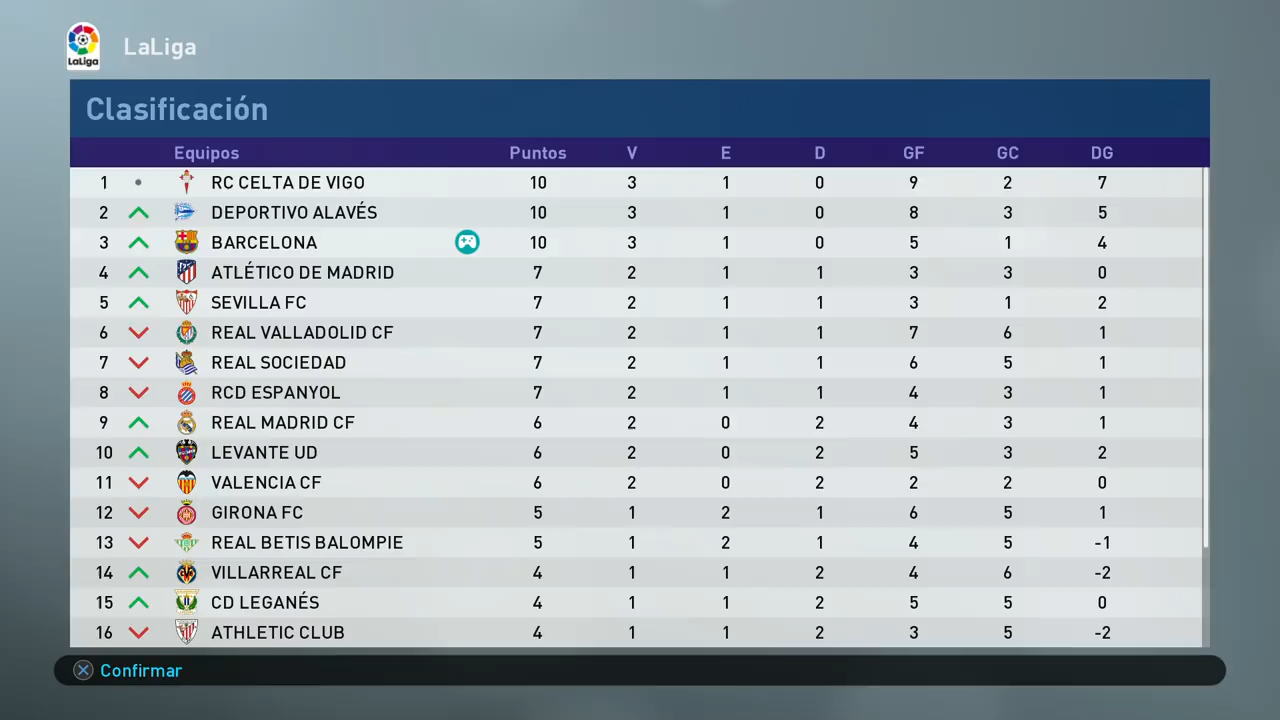 LaLiga
LaLiga
Clasificación
Equipos Puntos V E D GF GC DG
1 RC CELTA DE VIGO 10 3 1 0 9 2 7
2 DEPORTIVO ALAVÉS 10 3 1 0 8 3 5
3 BARCELONA 10 3 1 0 5 1 4
4 ATLÉTICO DE MADRID 7 2 1 1 3 3 0
5 SEVILLA FC 7 2 1 1 3 1 2
6 REAL VALLADOLID CF 7 2 1 1 7 6 1
7 REAL SOCIEDAD 7 2 1 1 6 5 1
8 RCD ESPANYOL 7 2 1 1 4 3 1
9 REAL MADRID CF 6 2 0 2 4 3 1
10 LEVANTE UD 6 2 0 2 5 3 2
11 VALENCIA CF 6 2 0 2 2 2 0
12 GIRONA FC 5 1 2 1 6 5 1
13 REAL BETIS BALOMPIE 5 1 2 1 4 5 -1
14 VILLARREAL CF 4 1 1 2 4 6 -2
15 CD LEGANÉS 4 1 1 2 5 5 0
16 ATHLETIC CLUB 4 1 1 2 3 5 -2
Confirmar